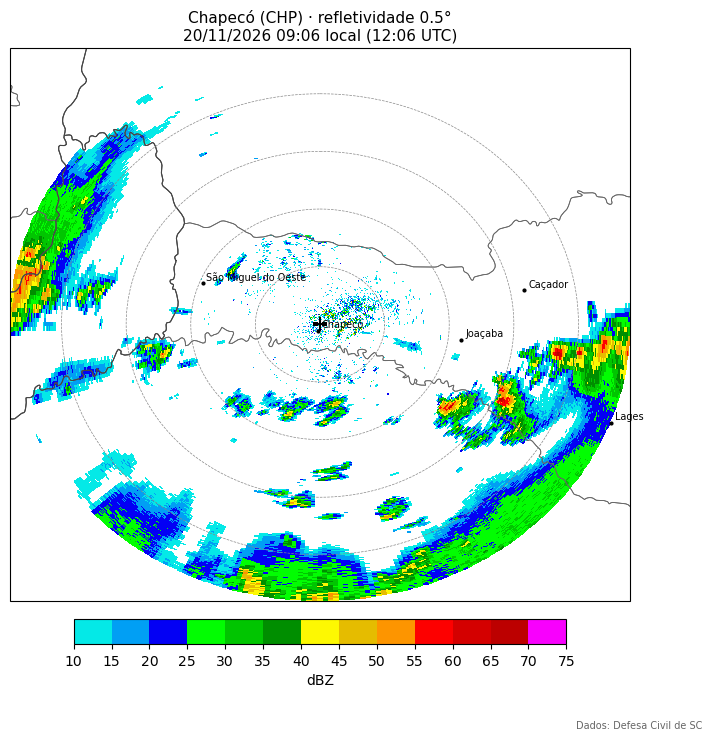 Chapecó (CHP) · refletividade 0.5°
20/11/2026 09:06 local (12:06 UTC)
São Miguel do Oeste
Caçador
Chapecó
Joaçaba
Lages
10 15 20 25 30 35 40 45 50 55 60 65 70 75
dBZ
Dados: Defesa Civil de SC